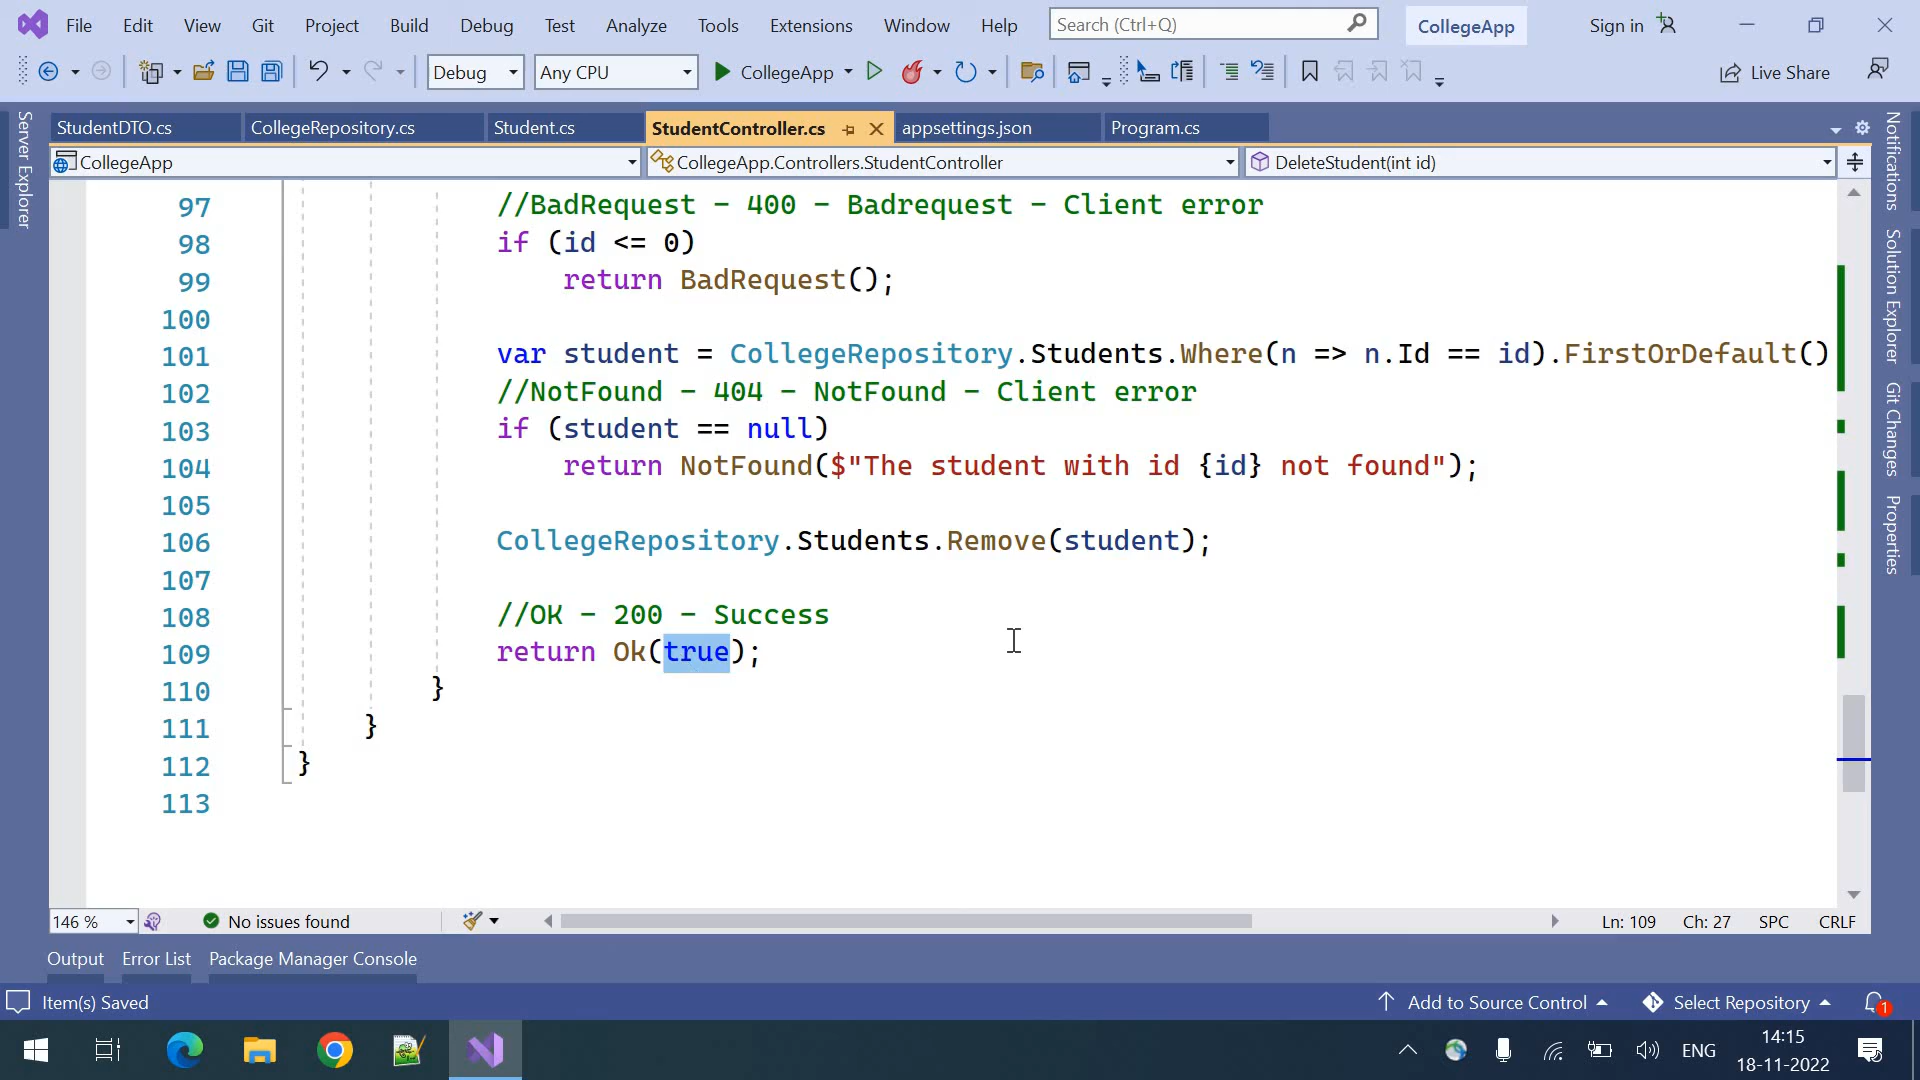 File Edit View Git Project Build Debug Test Analyze Tools Extensions Window Help Search (Ctrl+Q) CollegeApp Sign in
Debug Any CPU CollegeApp Live Share
StudentDTO.cs CollegeRepository.cs Student.cs StudentController.cs appsettings.json Program.cs
CollegeApp CollegeApp.Controllers.StudentController DeleteStudent(int id)
Server Explorer
Notifications
Solution Explorer
Git Changes
Properties
97 //BadRequest - 400 - Badrequest - Client error
98 if (id <= 0)
99 return BadRequest();
100
101 var student = CollegeRepository.Students.Where(n => n.Id == id).FirstOrDefault()
102 //NotFound - 404 - NotFound - Client error
103 if (student == null)
104 return NotFound($"The student with id {id} not found");
105
106 CollegeRepository.Students.Remove(student);
107
108 //OK - 200 - Success
109 return Ok(true);
110 }
111 }
112 }
113
146 % No issues found Ln: 109 Ch: 27 SPC CRLF
Output Error List Package Manager Console
Item(s) Saved Add to Source Control Select Repository 1
ENG 14:15
18-11-2022